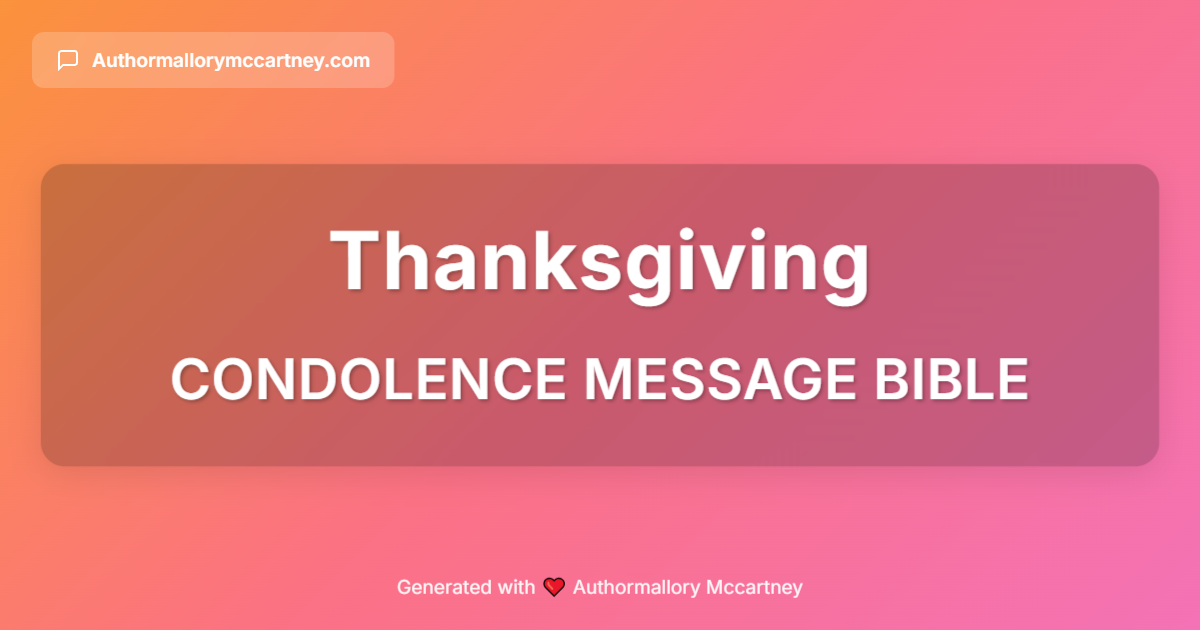 Authormallorymccartney.com
Thanksgiving
CONDOLENCE MESSAGE BIBLE
Generated with ❤️ Authormallory Mccartney